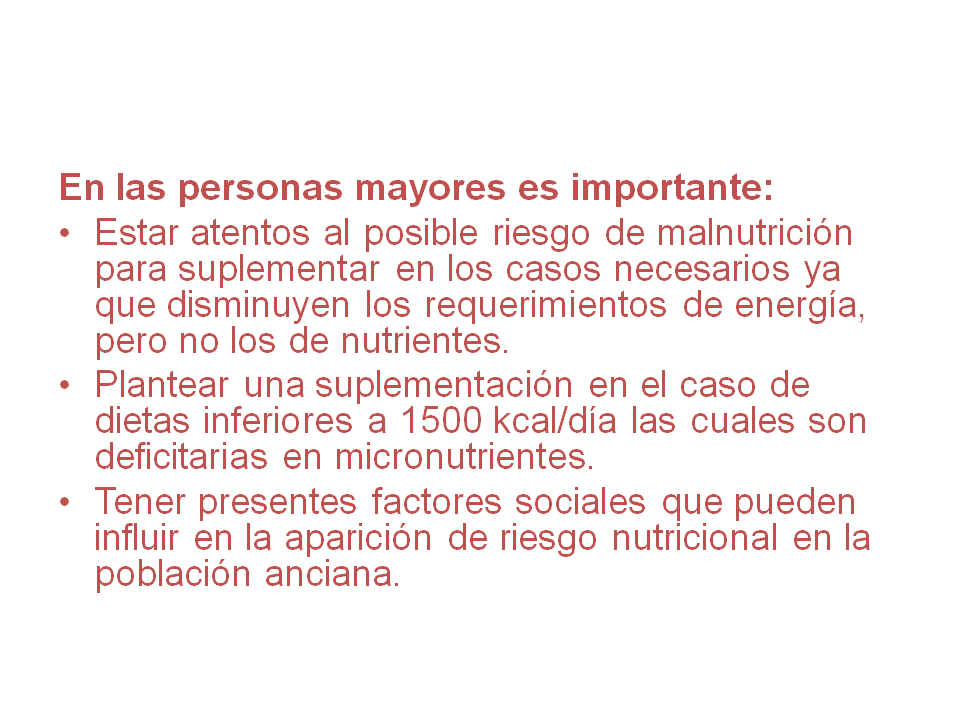 En las personas mayores es importante:
• Estar atentos al posible riesgo de malnutrición
para suplementar en los casos necesarios ya
que disminuyen los requerimientos de energía,
pero no los de nutrientes.
• Plantear una suplementación en el caso de
dietas inferiores a 1500 kcal/día las cuales son
deficitarias en micronutrientes.
• Tener presentes factores sociales que pueden
influir en la aparición de riesgo nutricional en la
población anciana.